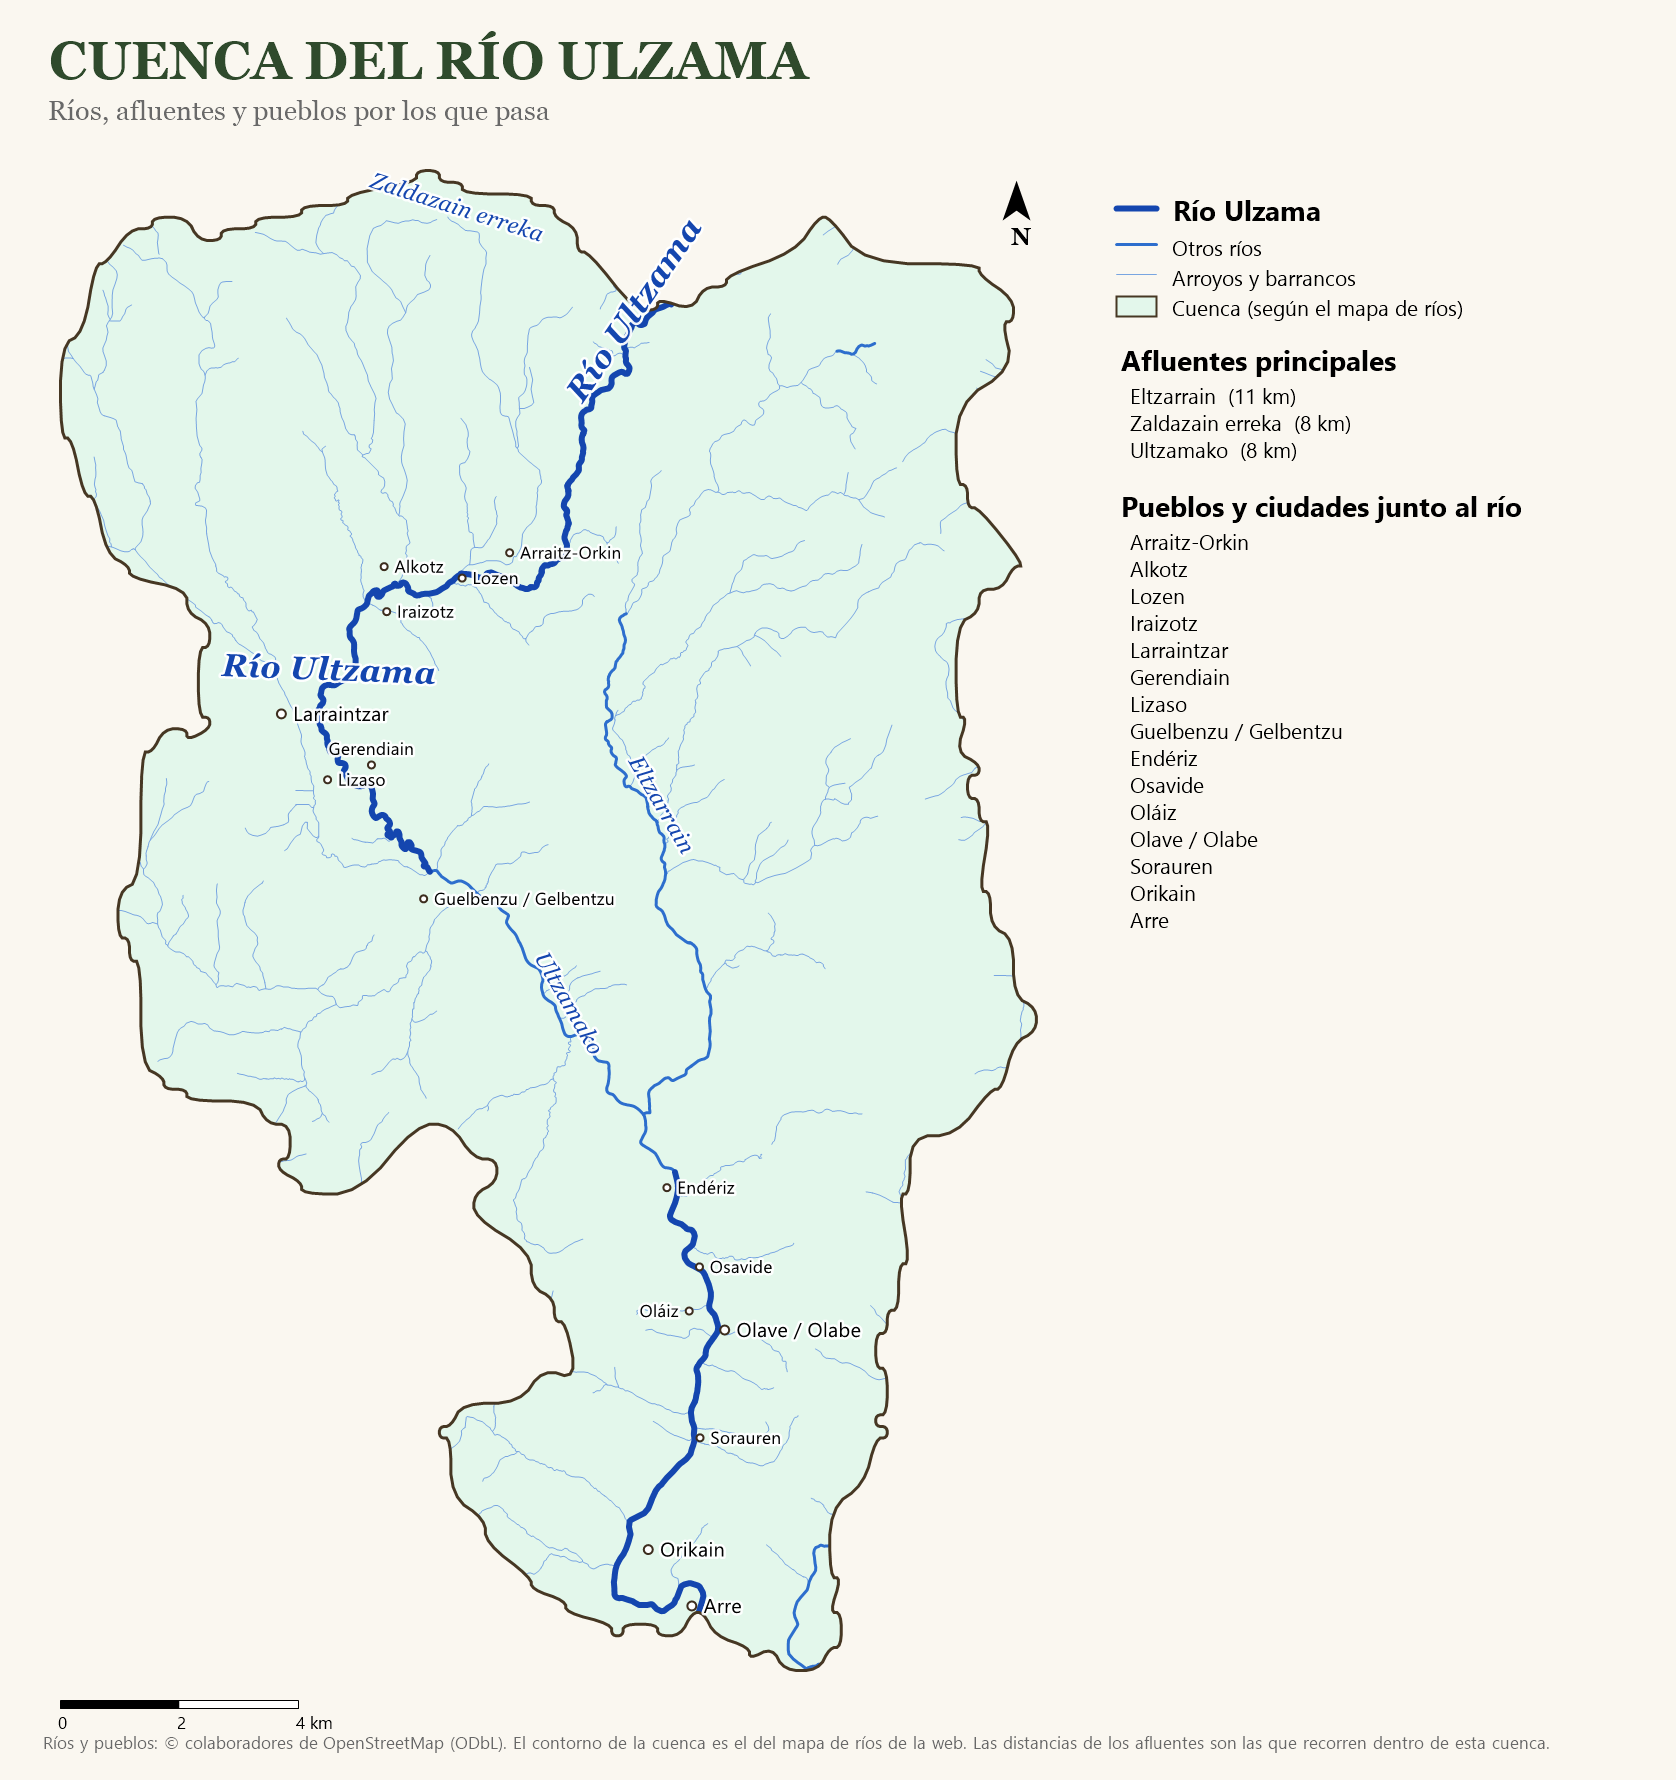 CUENCA DEL RÍO ULZAMA
Ríos, afluentes y pueblos por los que pasa
Zaldazain erreka
Río Ultzama
N
Río Ulzama
Otros ríos
Arroyos y barrancos
Cuenca (según el mapa de ríos)
Afluentes principales
Eltzarrain (11 km)
Zaldazain erreka (8 km)
Ultzamako (8 km)
Pueblos y ciudades junto al río
Arraitz-Orkin
Alkotz
Lozen
Iraizotz
Larraintzar
Gerendiain
Lizaso
Guelbenzu / Gelbentzu
Endériz
Osavide
Oláiz
Olave / Olabe
Sorauren
Orikain
Arre
Arraitz-Orkin
Alkotz
Lozen
Iraizotz
Río Ultzama
Larraintzar
Gerendiain
Lizaso
Eltzarrain
Guelbenzu / Gelbentzu
Ultzamako
Endériz
Osavide
Oláiz
Olave / Olabe
Sorauren
Orikain
Arre
0 2 4 km
Ríos y pueblos: © colaboradores de OpenStreetMap (ODbL). El contorno de la cuenca es el del mapa de ríos de la web. Las distancias de los afluentes son las que recorren dentro de esta cuenca.